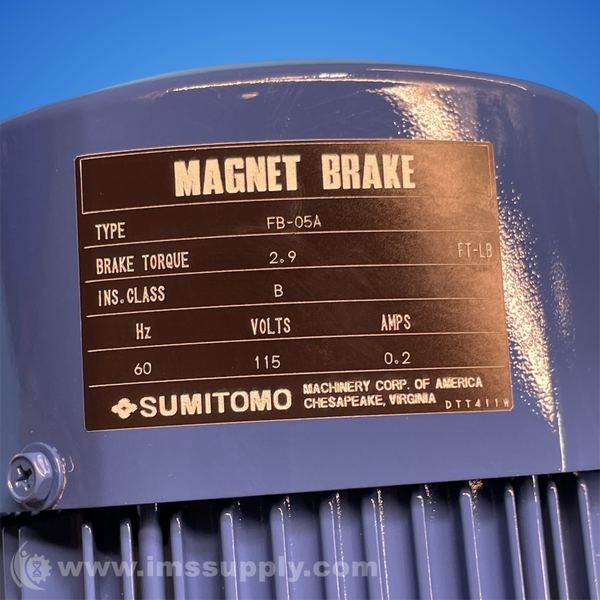 MAGNET BRAKE
TYPE FB-05A
BRAKE TORQUE 2.9 FT-LB
INS.CLASS B
Hz VOLTS AMPS
60 115 0.2
SUMITOMO MACHINERY CORP. OF AMERICA
CHESAPEAKE, VIRGINIA DTT411W
www.imssupply.com